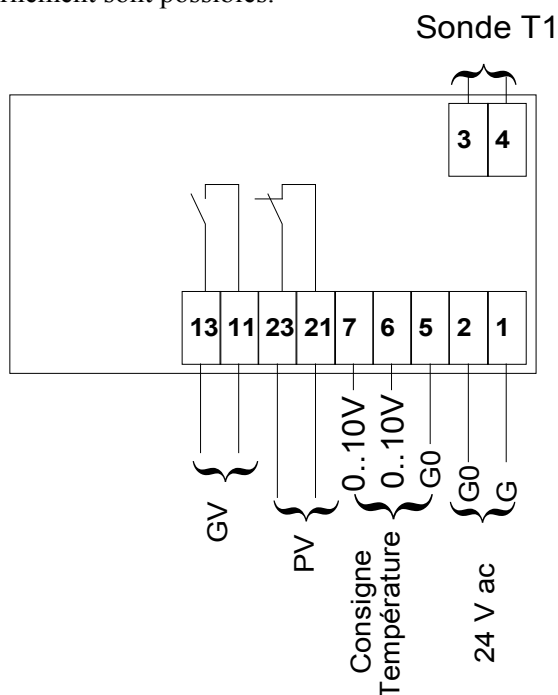 sont possibles.
Sonde T1
3 4
13 11 23 21 7 6 5 2 1
GV
PV
0..10V
0..10V
G0
G0
G
Consigne
Température
24 V ac